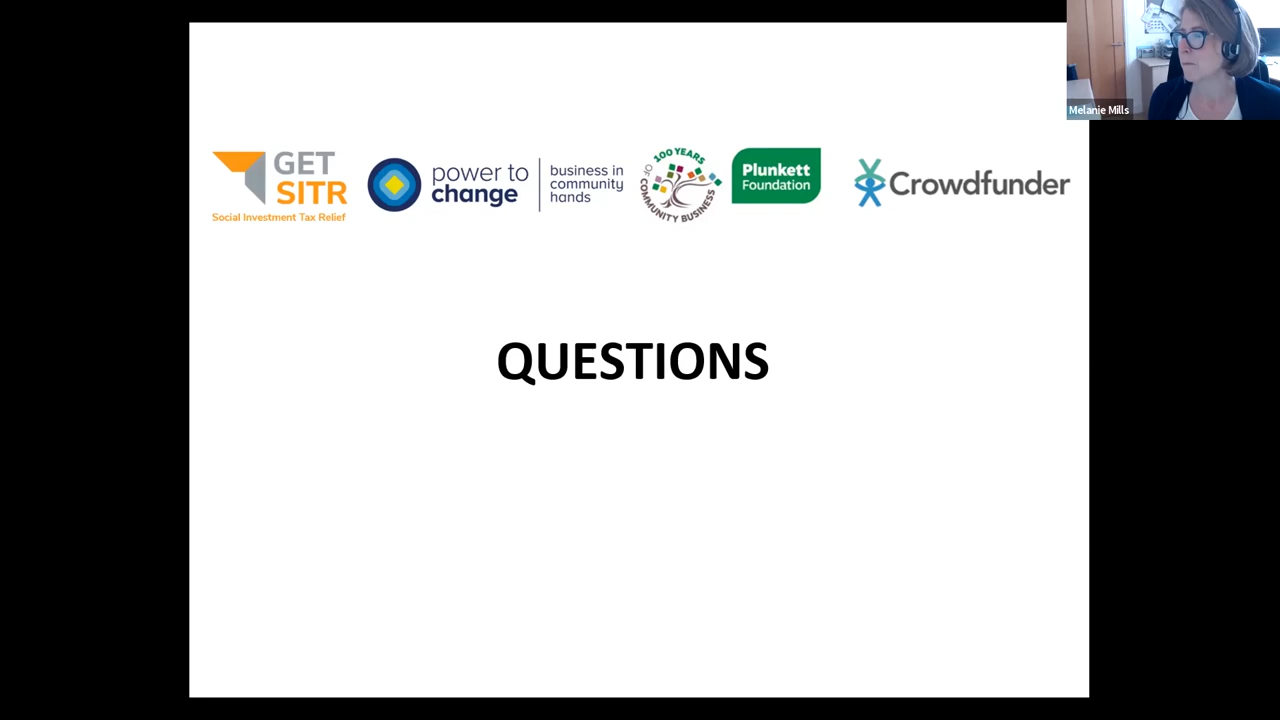 Melanie Mills
GET
SITR
Social Investment Tax Relief
power to
change
business in
community
hands
100 YEARS
OF COMMUNITY BUSINESS
Plunkett
Foundation
Crowdfunder
QUESTIONS